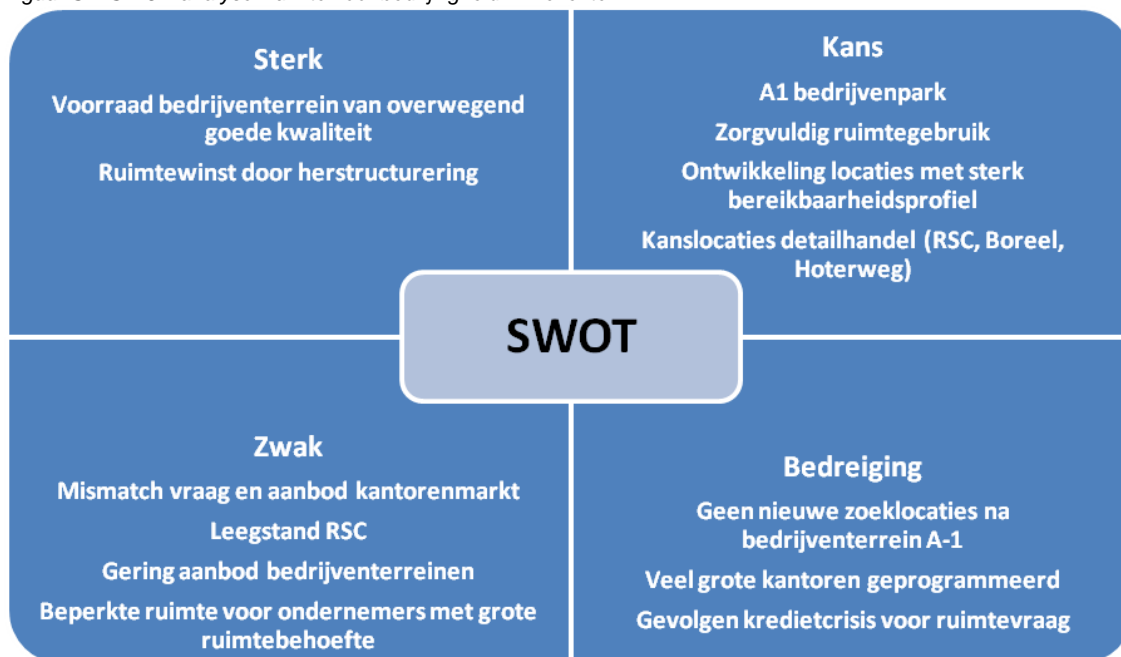 Sterk
Voorraad bedrijventerrein van overwegend
goede kwaliteit
Ruimtewinst door herstructurering
Kans
A1 bedrijvenpark
Zorgvuldig ruimtegebruik
Ontwikkeling locaties met sterk
bereikbaarheidsprofiel
Kanslocaties detailhandel (RSC, Boreel,
Hoterweg)
SWOT
Zwak
Mismatch vraag en aanbod kantorenmarkt
Leegstand RSC
Gering aanbod bedrijventerreinen
Beperkte ruimte voor ondernemers met grote
ruimtebehoefte
Bedreiging
Geen nieuwe zoeklocaties na
bedrijventerrein A-1
Veel grote kantoren geprogrammeerd
Gevolgen kredietcrisis voor ruimtevraag